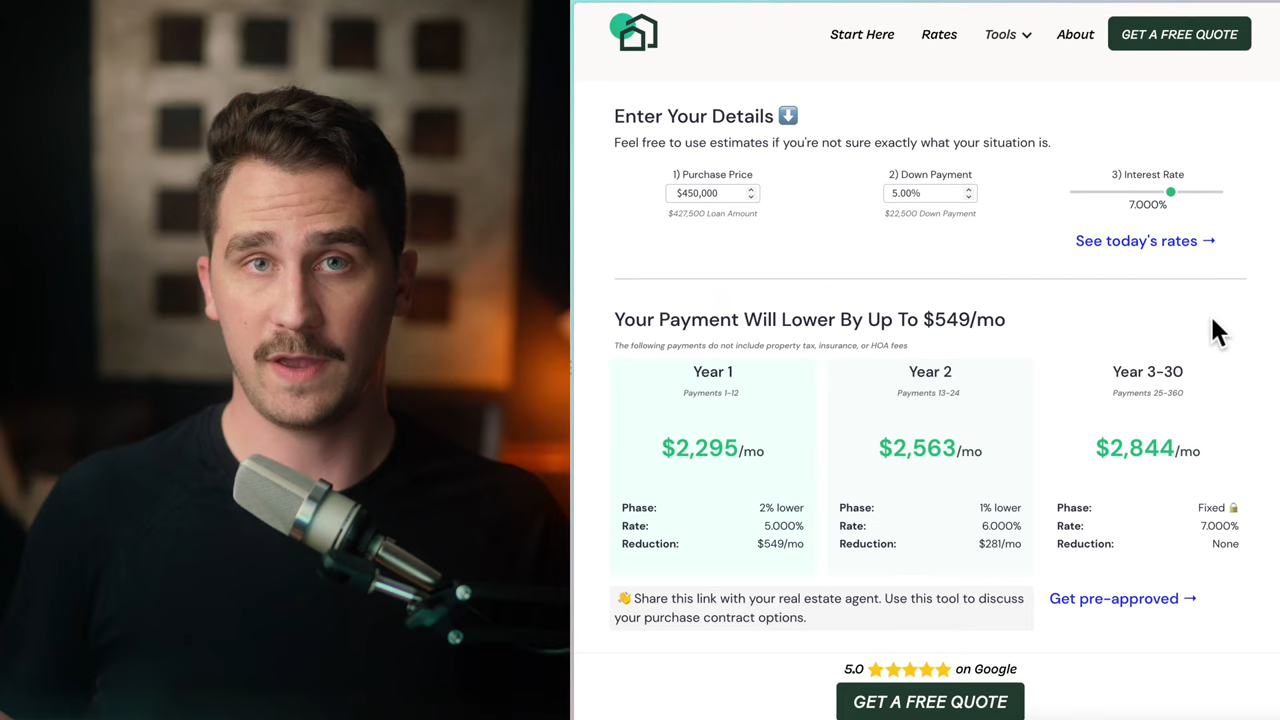 Start Here Rates Tools About GET A FREE QUOTE
Enter Your Details ⬇️
Feel free to use estimates if you're not sure exactly what your situation is.
1) Purchase Price 2) Down Payment 3) Interest Rate
$450,000 5.00%
7.000%
$427,500 Loan Amount $22,500 Down Payment
See today's rates →
Your Payment Will Lower By Up To $549/mo
The following payments do not include property tax, insurance, or HOA fees
Year 1 Year 2 Year 3-30
Payments 1-12 Payments 13-24 Payments 25-360
$2,295/mo $2,563/mo $2,844/mo
Phase: 2% lower Phase: 1% lower Phase: Fixed 🔒
Rate: 5.000% Rate: 6.000% Rate: 7.000%
Reduction: $549/mo Reduction: $281/mo Reduction: None
👋 Share this link with your real estate agent. Use this tool to discuss
your purchase contract options.
Get pre-approved →
5.0 ⭐⭐⭐⭐⭐ on Google
GET A FREE QUOTE